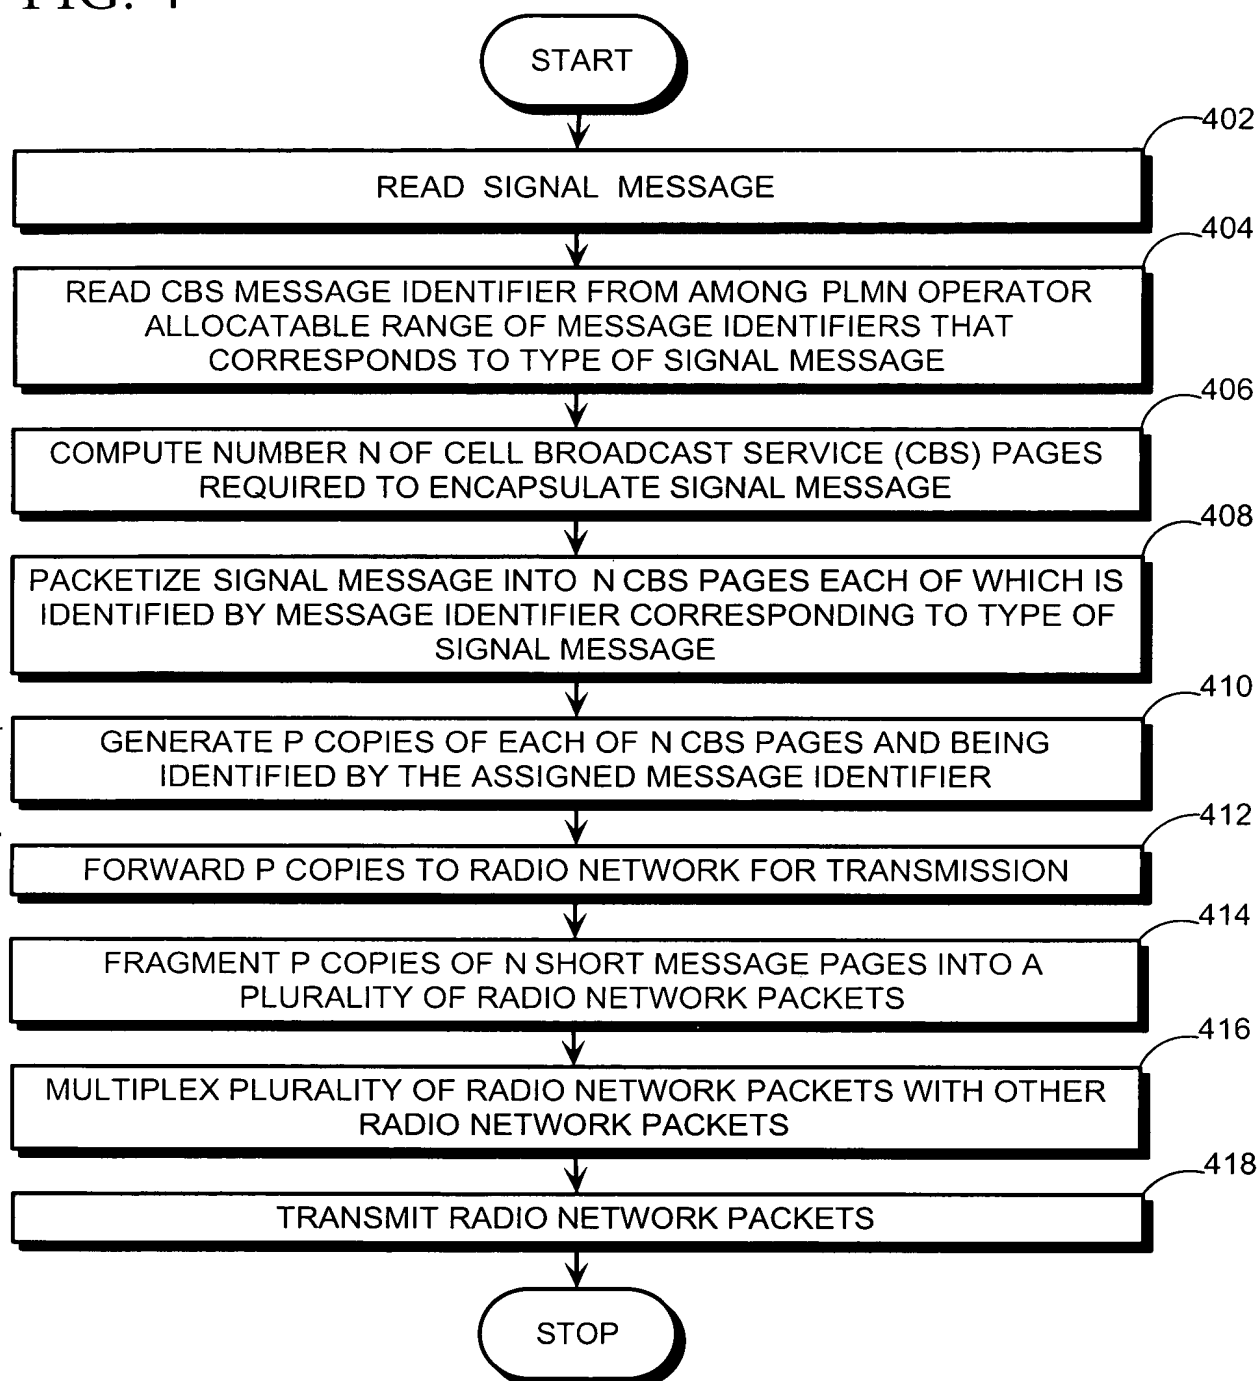 FIG. 4
START
402
READ SIGNAL MESSAGE
404
READ CBS MESSAGE IDENTIFIER FROM AMONG PLMN OPERATOR
ALLOCATABLE RANGE OF MESSAGE IDENTIFIERS THAT
CORRESPONDS TO TYPE OF SIGNAL MESSAGE
406
COMPUTE NUMBER N OF CELL BROADCAST SERVICE (CBS) PAGES
REQUIRED TO ENCAPSULATE SIGNAL MESSAGE
408
PACKETIZE SIGNAL MESSAGE INTO N CBS PAGES EACH OF WHICH IS
IDENTIFIED BY MESSAGE IDENTIFIER CORRESPONDING TO TYPE OF
SIGNAL MESSAGE
410
GENERATE P COPIES OF EACH OF N CBS PAGES AND BEING
IDENTIFIED BY THE ASSIGNED MESSAGE IDENTIFIER
412
FORWARD P COPIES TO RADIO NETWORK FOR TRANSMISSION
414
FRAGMENT P COPIES OF N SHORT MESSAGE PAGES INTO A
PLURALITY OF RADIO NETWORK PACKETS
416
MULTIPLEX PLURALITY OF RADIO NETWORK PACKETS WITH OTHER
RADIO NETWORK PACKETS
418
TRANSMIT RADIO NETWORK PACKETS
STOP